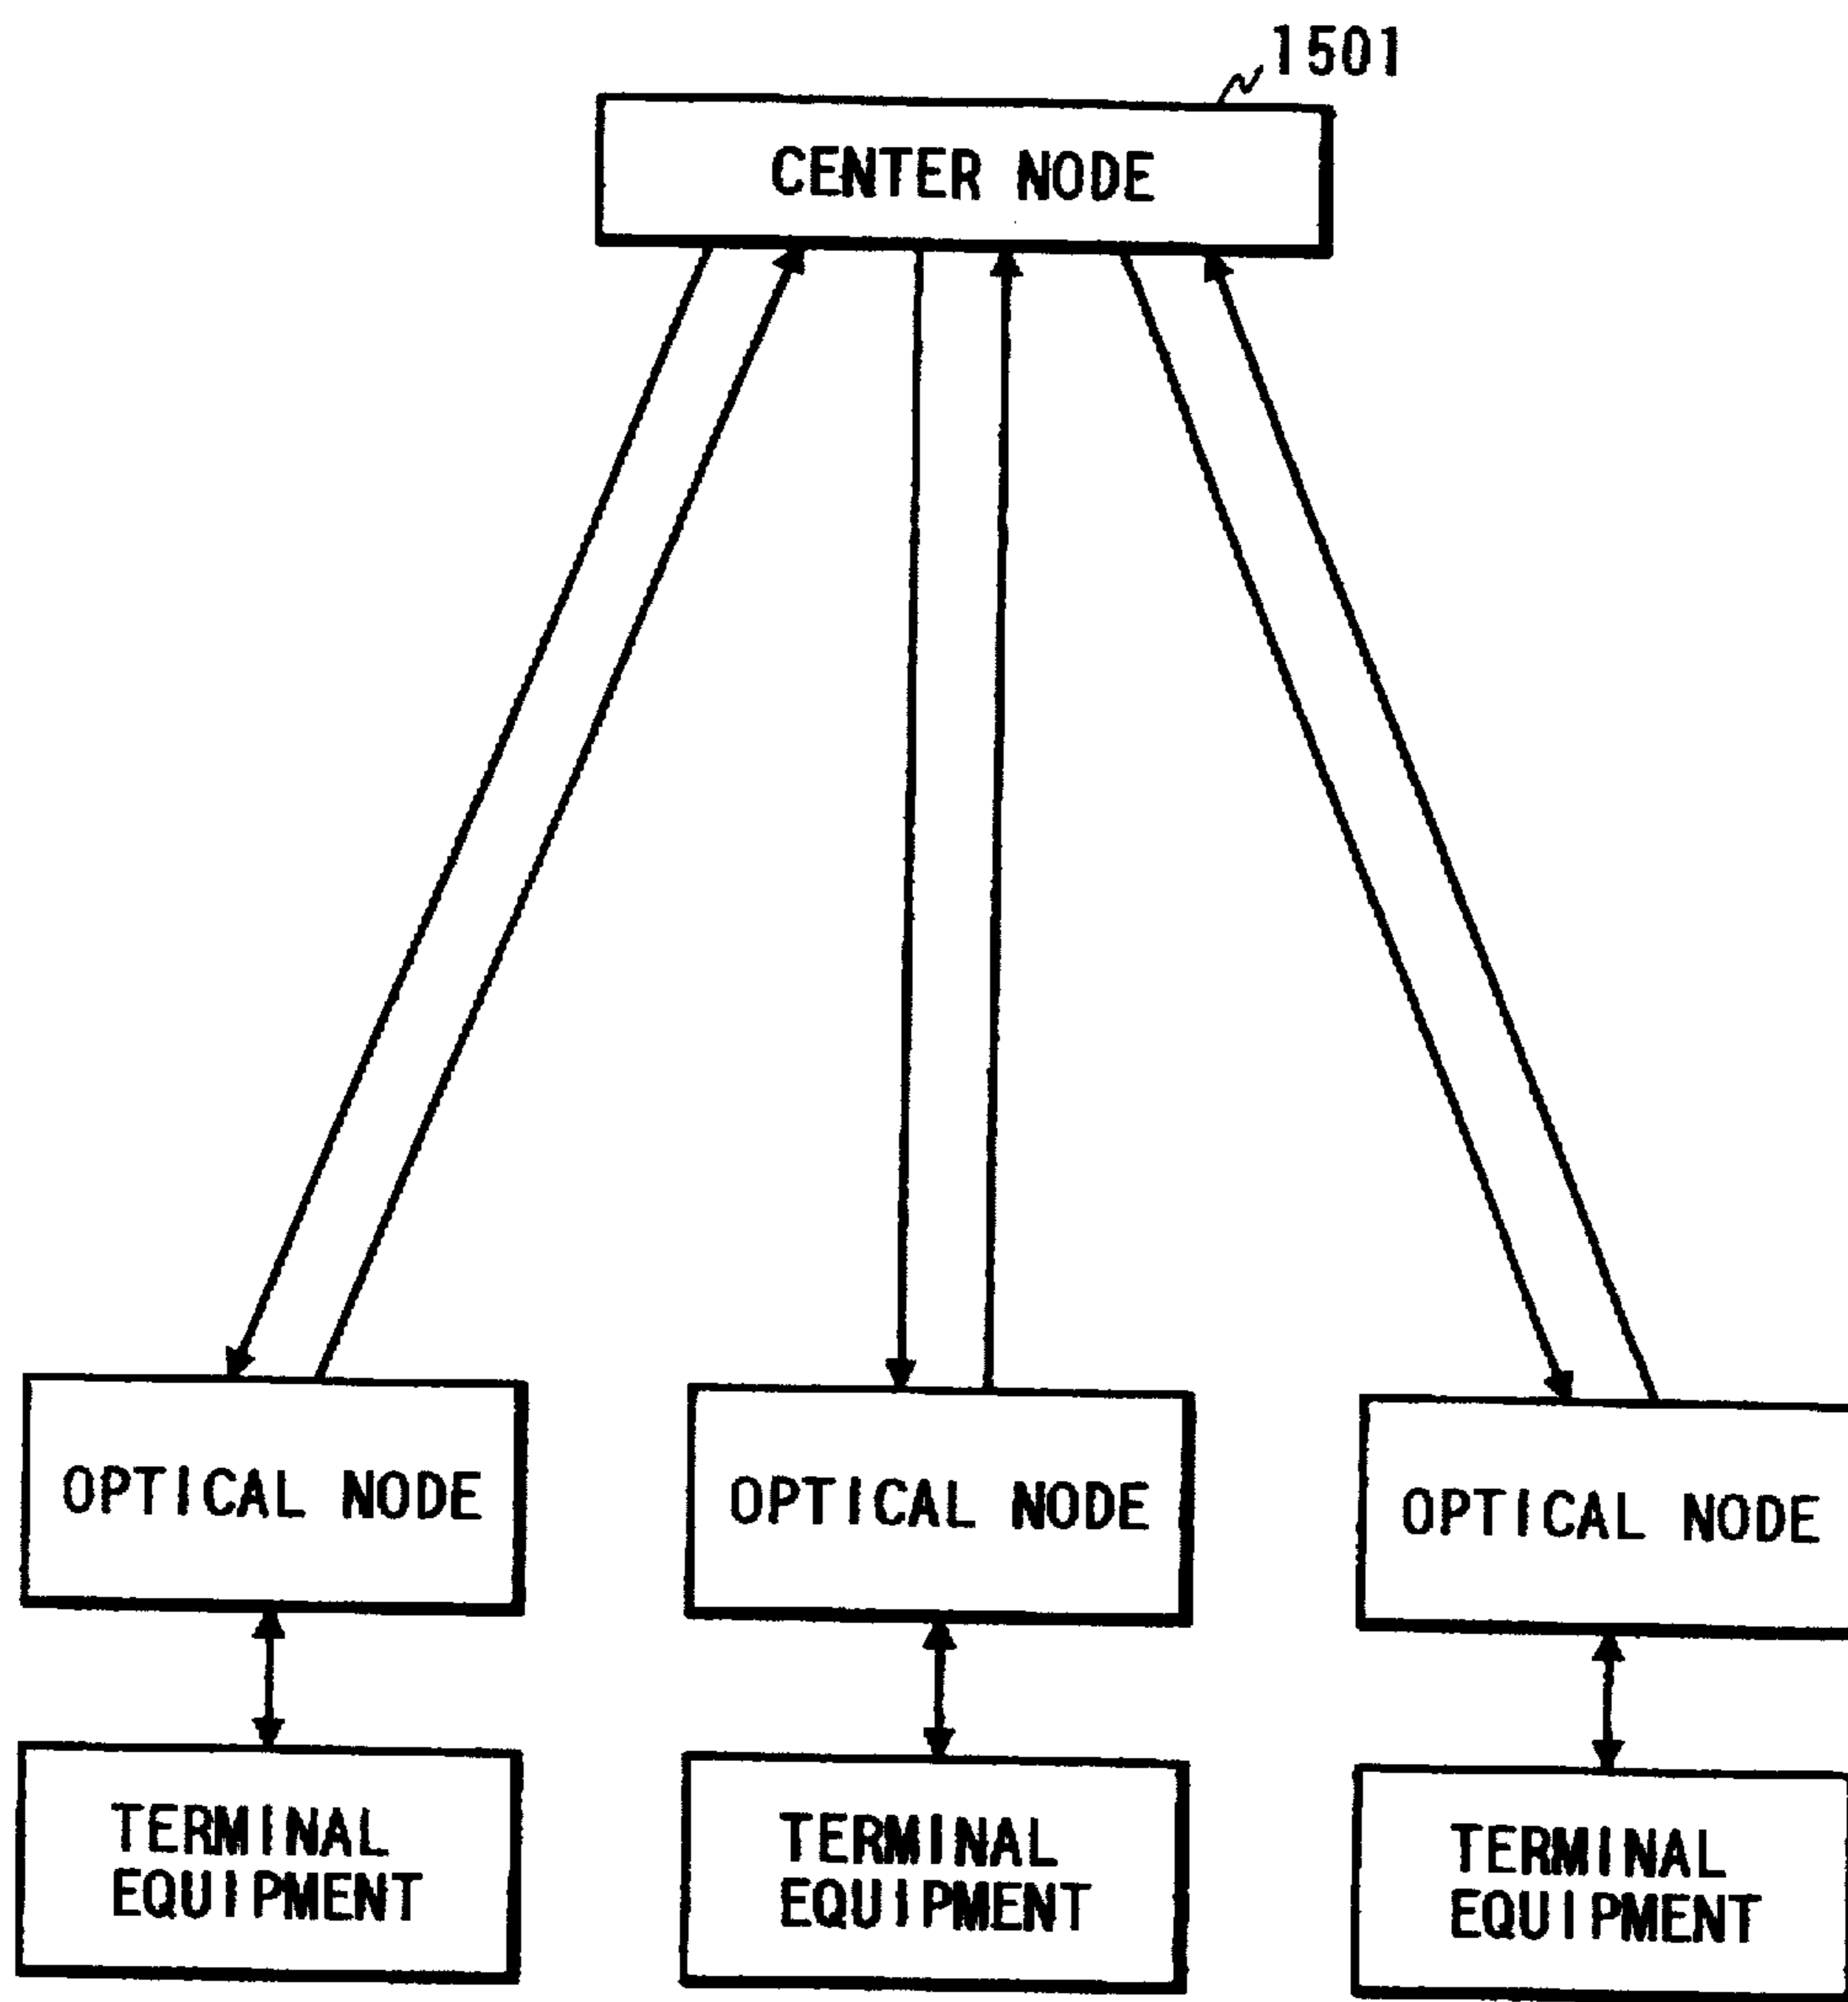 1501
CENTER NODE
OPTICAL NODE
OPTICAL NODE
OPTICAL NODE
TERMINAL
EQUIPMENT
TERMINAL
EQUIPMENT
TERMINAL
EQUIPMENT